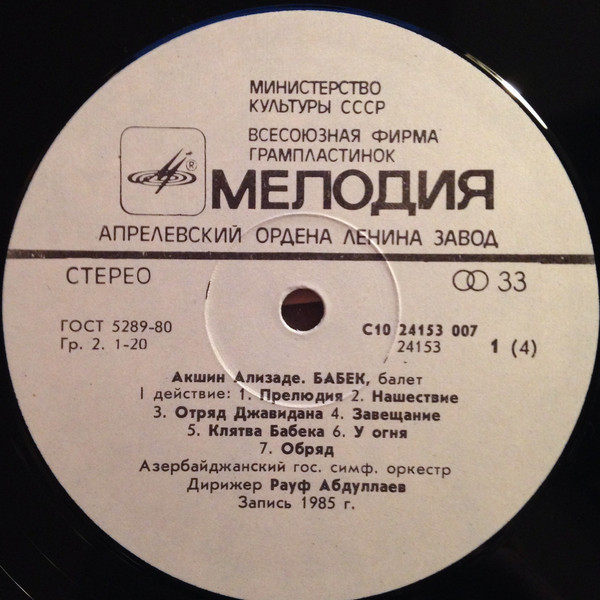 МИНИСТЕРСТВО
КУЛЬТУРЫ СССР
ВСЕСОЮЗНАЯ ФИРМА
ГРАМПЛАСТИНОК
®
МЕЛОДИЯ
АПРЕЛЕВСКИЙ ОРДЕНА ЛЕНИНА ЗАВОД
СТЕРЕО
33
ГОСТ 5289-80
Гр. 2. 1-20
С10 24153 007
24153 1 (4)
Акшин Ализаде. БАБЕК, балет
I действие: 1. Прелюдия 2. Нашествие
3. Отряд Джавидана 4. Завещание
5. Клятва Бабека 6. У огня
7. Обряд
Азербайджанский гос. симф. оркестр
Дирижер Рауф Абдуллаев
Запись 1985 г.